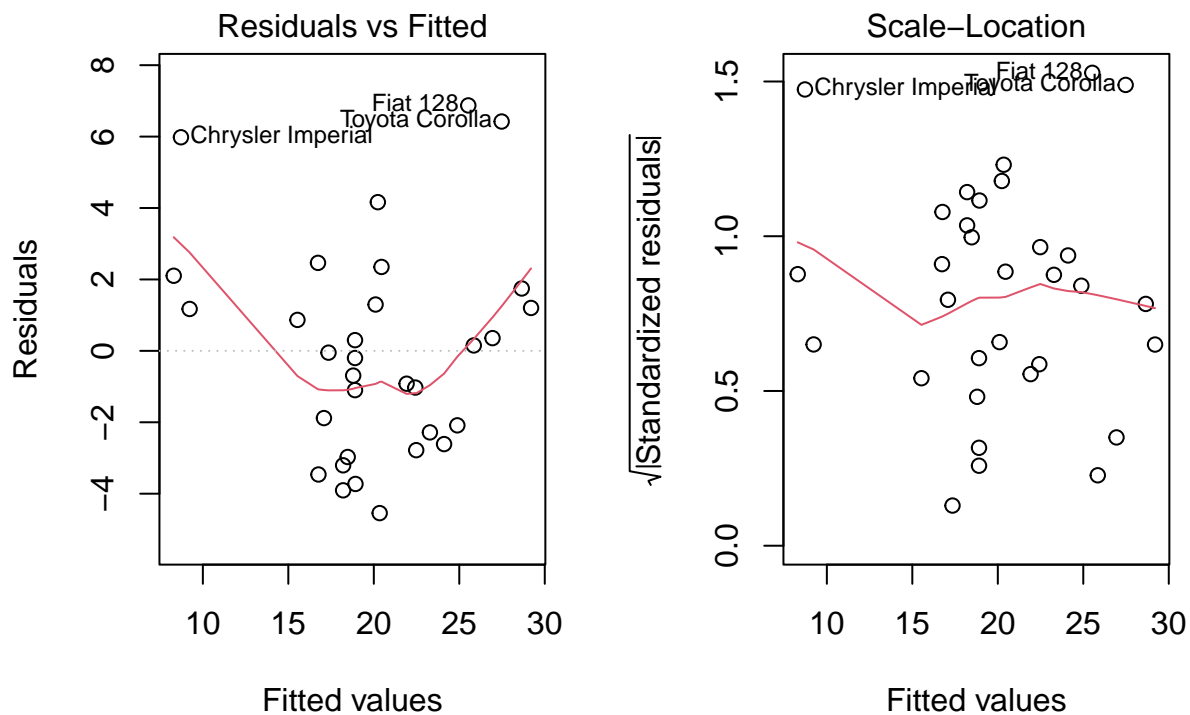 Residuals vs Fitted
8
6
4
2
0
−2
−4
Residuals
Fiat 128
Toyota Corolla
Chrysler Imperial
10 15 20 25 30
Fitted values
Scale−Location
1.5
1.0
0.5
0.0
√|Standardized residuals|
Fiat 128
Toyota Corolla
Chrysler Imperial
10 15 20 25 30
Fitted values